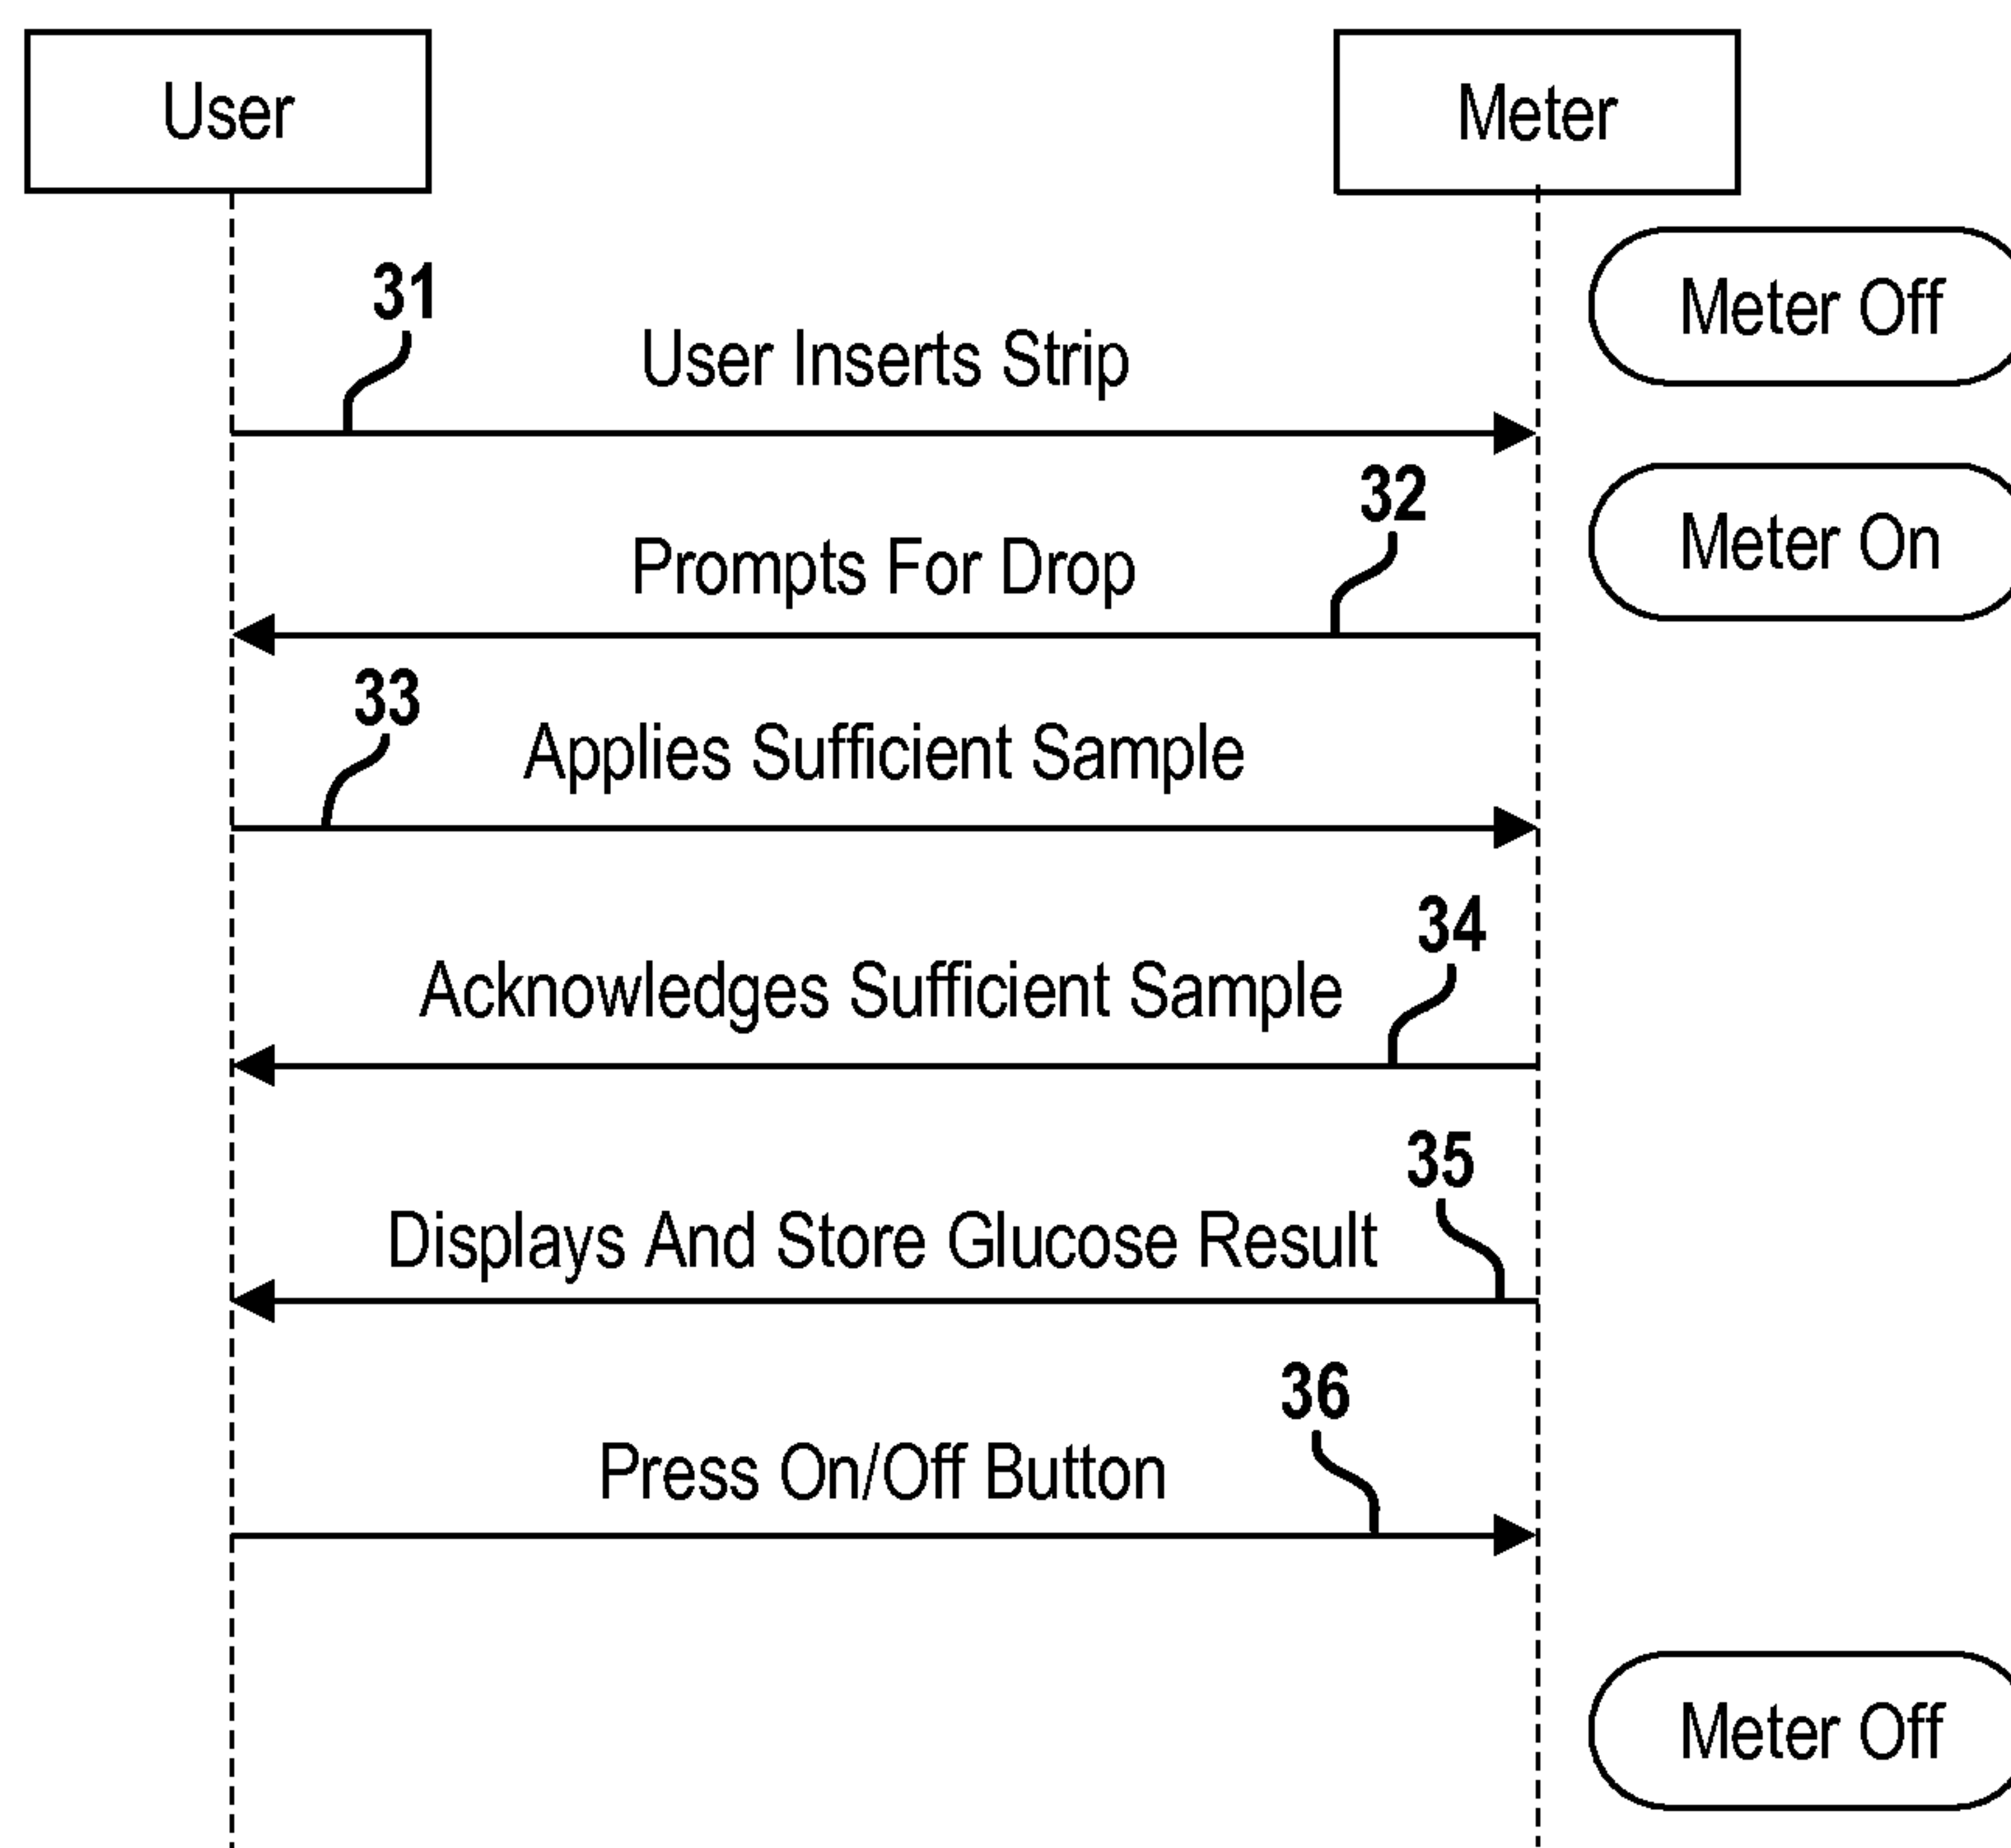 User
Meter
Meter Off
31
User Inserts Strip
32
Meter On
Prompts For Drop
33
Applies Sufficient Sample
34
Acknowledges Sufficient Sample
35
Displays And Store Glucose Result
36
Press On/Off Button
Meter Off